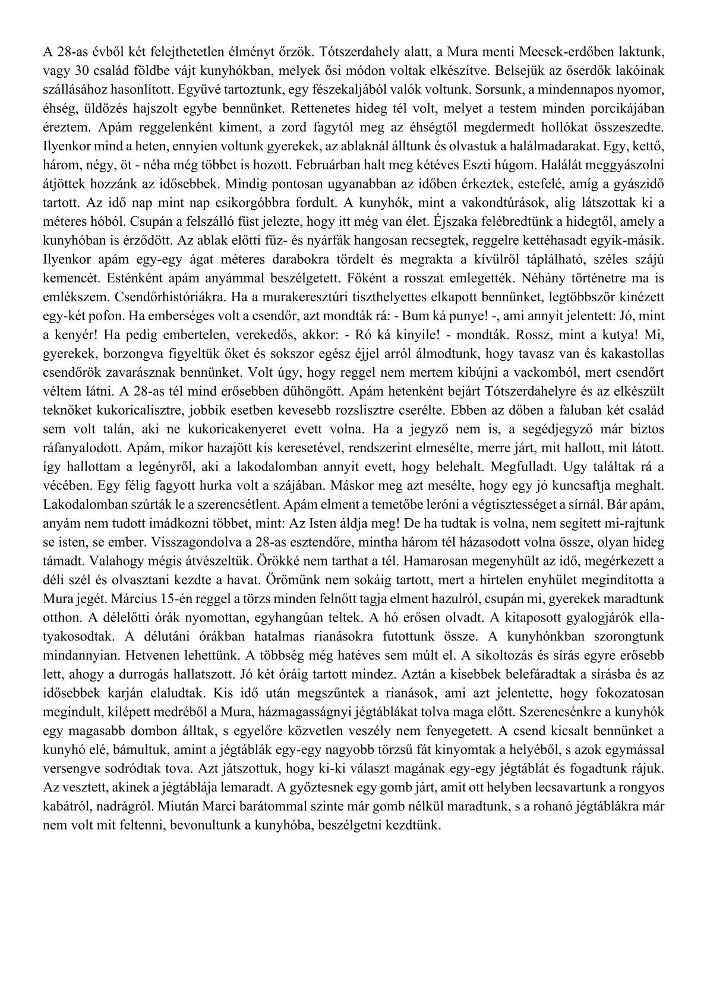 A 28-as évből két felejthetetlen élményt őrzök. Tótszerdahely alatt, a Mura menti Mecsek-erdőben laktunk,
vagy 30 család földbe vájt kunyhókban, melyek ősi módon voltak elkészítve. Belsejük az őserdők lakóinak
szállásához hasonlított. Együvé tartoztunk, egy fészekaljából valók voltunk. Sorsunk, a mindennapos nyomor,
éhség, üldözés hajszolt egybe bennünket. Rettenetes hideg tél volt, melyet a testem minden porcikájában
éreztem. Apám reggelenként kiment, a zord fagytól meg az éhségtől megdermedt hollókat összeszedte.
Ilyenkor mind a heten, ennyien voltunk gyerekek, az ablaknál álltunk és olvastuk a halálmadarakat. Egy, kettő,
három, négy, öt - néha még többet is hozott. Februárban halt meg kétéves Eszti húgom. Halálát meggyászolni
átjöttek hozzánk az idősebbek. Mindig pontosan ugyanabban az időben érkeztek, estefelé, amíg a gyászidő
tartott. Az idő nap mint nap csikorgóbbra fordult. A kunyhók, mint a vakondtúrások, alig látszottak ki a
méteres hóból. Csupán a felszálló füst jelezte, hogy itt még van élet. Éjszaka felébredtünk a hidegtől, amely a
kunyhóban is érződött. Az ablak előtti fűz- és nyárfák hangosan recsegtek, reggelre kettéhasadt egyik-másik.
Ilyenkor apám egy-egy ágat méteres darabokra tördelt és megrakta a kívülről táplálható, széles szájú
kemencét. Esténként apám anyámmal beszélgetett. Főként a rosszat emlegették. Néhány történetre ma is
emlékszem. Csendőrhistóriákra. Ha a murakeresztúri tiszthelyettes elkapott bennünket, legtöbbször kinézett
egy-két pofon. Ha emberséges volt a csendőr, azt mondták rá: - Bum ká punye! -, ami annyit jelentett: Jó, mint
a kenyér! Ha pedig embertelen, verekedős, akkor: - Ró ká kinyile! - mondták. Rossz, mint a kutya! Mi,
gyerekek, borzongva figyeltük őket és sokszor egész éjjel arról álmodtunk, hogy tavasz van és kakastollas
csendőrök zavarásznak bennünket. Volt úgy, hogy reggel nem mertem kibújni a vackomból, mert csendőrt
véltem látni. A 28-as tél mind erősebben dühöngött. Apám hetenként bejárt Tótszerdahelyre és az elkészült
teknőket kukoricalisztre, jobbik esetben kevesebb rozslisztre cserélte. Ebben az dőben a faluban két család
sem volt talán, aki ne kukoricakenyeret evett volna. Ha a jegyző nem is, a segédjegyző már biztos
ráfanyalodott. Apám, mikor hazajött kis keresetével, rendszerint elmesélte, merre járt, mit hallott, mit látott.
így hallottam a legényről, aki a lakodalomban annyit evett, hogy belehalt. Megfulladt. Ugy találtak rá a
vécében. Egy félig fagyott hurka volt a szájában. Máskor meg azt mesélte, hogy egy jó kuncsaftja meghalt.
Lakodalomban szúrták le a szerencsétlent. Apám elment a temetőbe leróni a végtisztességet a sírnál. Bár apám,
anyám nem tudott imádkozni többet, mint: Az Isten áldja meg! De ha tudtak is volna, nem segített mi-rajtunk
se isten, se ember. Visszagondolva a 28-as esztendőre, mintha három tél házasodott volna össze, olyan hideg
támadt. Valahogy mégis átvészeltük. Örökké nem tarthat a tél. Hamarosan megenyhült az idő, megérkezett a
déli szél és olvasztani kezdte a havat. Örömünk nem sokáig tartott, mert a hirtelen enyhület megindította a
Mura jegét. Március 15-én reggel a törzs minden felnőtt tagja elment hazulról, csupán mi, gyerekek maradtunk
otthon. A délelőtti órák nyomottan, egyhangúan teltek. A hó erősen olvadt. A kitaposott gyalogjárók ella-
tyakosodtak. A délutáni órákban hatalmas rianásokra futottunk össze. A kunyhónkban szorongtunk
mindannyian. Hetvenen lehettünk. A többség még hatéves sem múlt el. A sikoltozás és sírás egyre erősebb
lett, ahogy a durrogás hallatszott. Jó két óráig tartott mindez. Aztán a kisebbek belefáradtak a sírásba és az
idősebbek karján elaludtak. Kis idő után megszűntek a rianások, ami azt jelentette, hogy fokozatosan
megindult, kilépett medréből a Mura, házmagasságnyi jégtáblákat tolva maga előtt. Szerencsénkre a kunyhók
egy magasabb dombon álltak, s egyelőre közvetlen veszély nem fenyegetett. A csend kicsalt bennünket a
kunyhó elé, bámultuk, amint a jégtáblák egy-egy nagyobb törzsű fát kinyomtak a helyéből, s azok egymással
versengve sodródtak tova. Azt játszottuk, hogy ki-ki választ magának egy-egy jégtáblát és fogadtunk rájuk.
Az vesztett, akinek a jégtáblája lemaradt. A győztesnek egy gomb járt, amit ott helyben lecsavartunk a rongyos
kabátról, nadrágról. Miután Marci barátommal szinte már gomb nélkül maradtunk, s a rohanó jégtáblákra már
nem volt mit feltenni, bevonultunk a kunyhóba, beszélgetni kezdtünk.